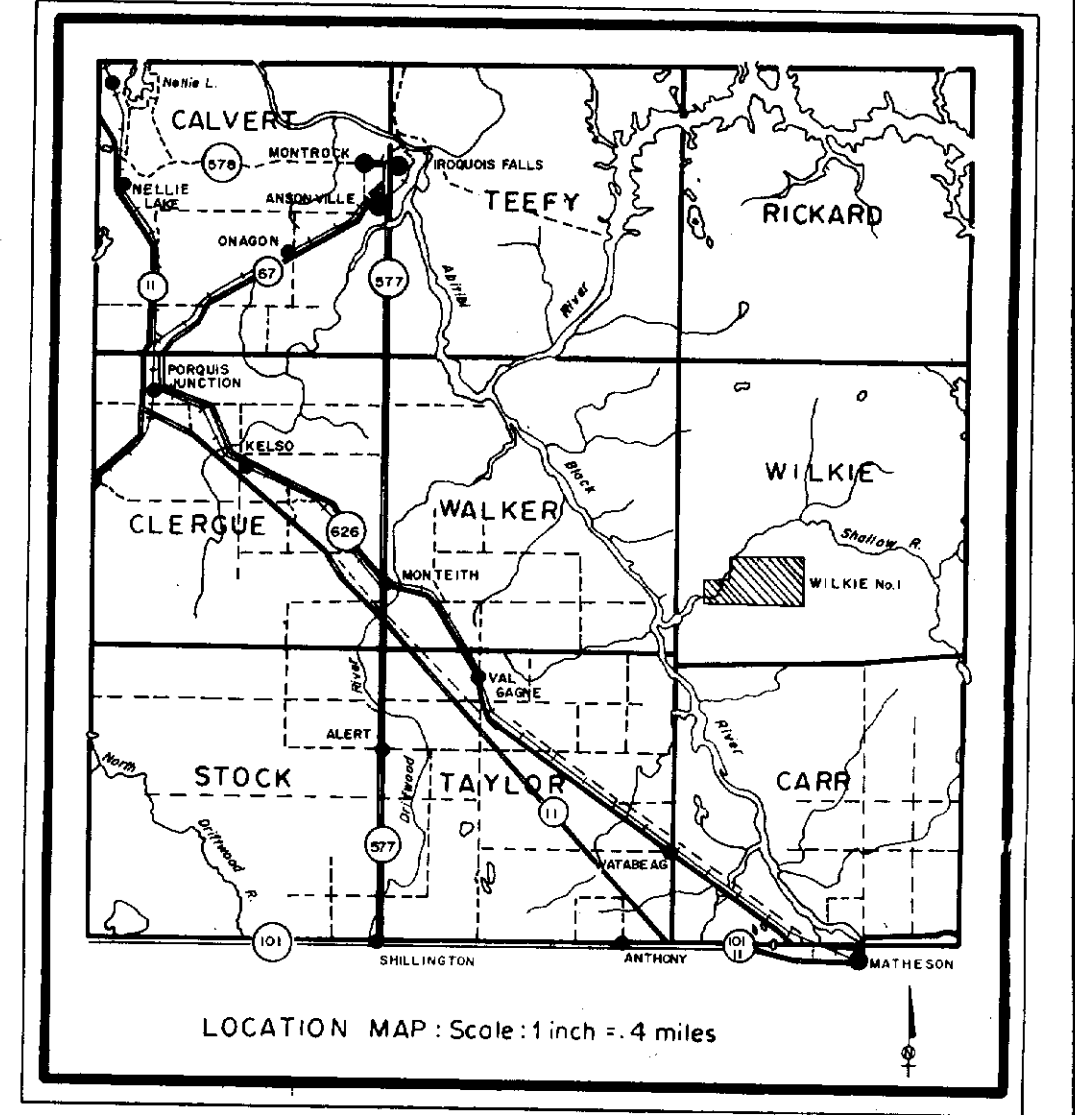 Nellie L.
CALVERT
578
MONTROCK
IROQUOIS FALLS
NELLIE
LAKE
ANSONVILLE
TEEFY
RICKARD
ONAGON
67
577
11
Abitibi
River
PORQUIS
JUNCTION
KELSO
Black
WILKIE
CLERGUE
WALKER
626
Shallow R.
MONTEITH
WILKIE No.1
River
VAL
GAGNE
River
ALERT
North
STOCK
Driftwood
TAYLOR
CARR
11
577
Driftwood
R.
WATABEAG
101
SHILLINGTON
ANTHONY
101
11
MATHESON
LOCATION MAP : Scale : 1 inch = . 4 miles
N